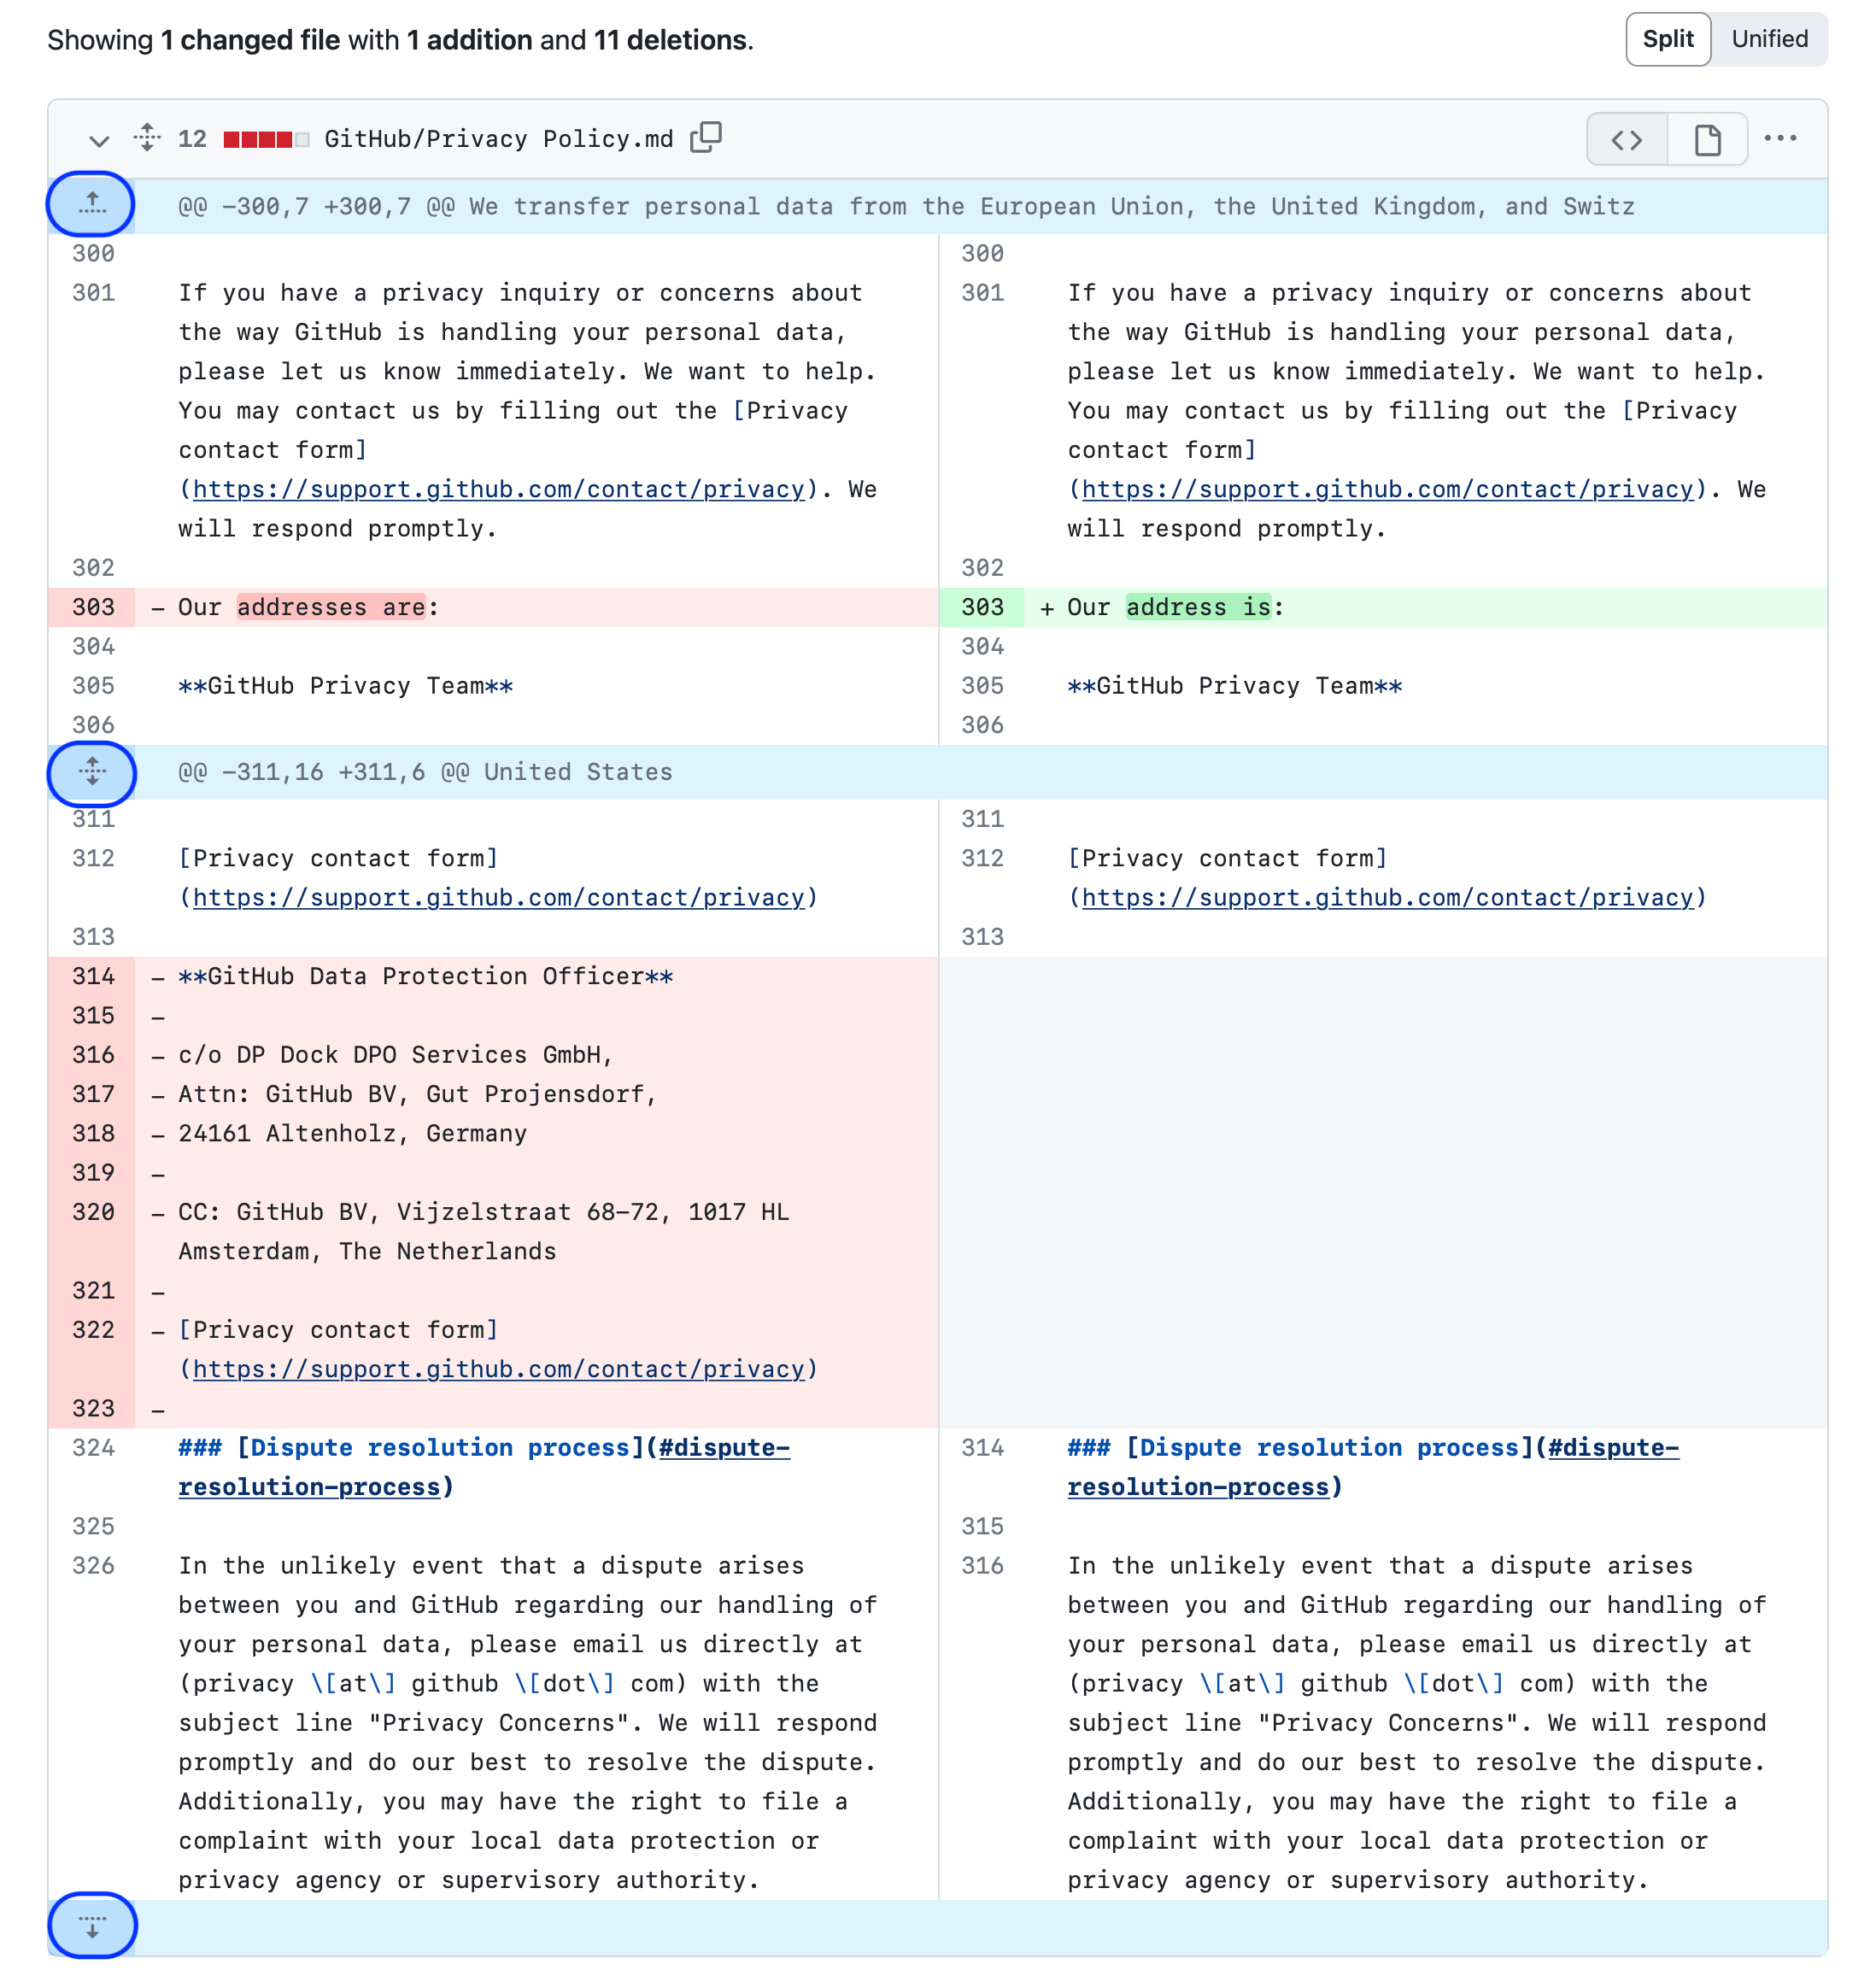 Showing 1 changed file with 1 addition and 11 deletions.
Split Unified
12 GitHub/Privacy Policy.md
@@ -300,7 +300,7 @@ We transfer personal data from the European Union, the United Kingdom, and Switz
300
301 If you have a privacy inquiry or concerns about
the way GitHub is handling your personal data,
please let us know immediately. We want to help.
You may contact us by filling out the [Privacy
contact form]
(https://support.github.com/contact/privacy). We
will respond promptly.
302
303 - Our addresses are:
304
305 **GitHub Privacy Team**
306
300
301 If you have a privacy inquiry or concerns about
the way GitHub is handling your personal data,
please let us know immediately. We want to help.
You may contact us by filling out the [Privacy
contact form]
(https://support.github.com/contact/privacy). We
will respond promptly.
302
303 + Our address is:
304
305 **GitHub Privacy Team**
306
@@ -311,16 +311,6 @@ United States
311
312 [Privacy contact form]
(https://support.github.com/contact/privacy)
313
314 - **GitHub Data Protection Officer**
315 -
316 - c/o DP Dock DPO Services GmbH,
317 - Attn: GitHub BV, Gut Projensdorf,
318 - 24161 Altenholz, Germany
319 -
320 - CC: GitHub BV, Vijzelstraat 68-72, 1017 HL
Amsterdam, The Netherlands
321 -
322 - [Privacy contact form]
(https://support.github.com/contact/privacy)
323 -
324 ### [Dispute resolution process](#dispute-
resolution-process)
325
326 In the unlikely event that a dispute arises
between you and GitHub regarding our handling of
your personal data, please email us directly at
(privacy \[at\] github \[dot\] com) with the
subject line "Privacy Concerns". We will respond
promptly and do our best to resolve the dispute.
Additionally, you may have the right to file a
complaint with your local data protection or
privacy agency or supervisory authority.
311
312 [Privacy contact form]
(https://support.github.com/contact/privacy)
313
314 ### [Dispute resolution process](#dispute-
resolution-process)
315
316 In the unlikely event that a dispute arises
between you and GitHub regarding our handling of
your personal data, please email us directly at
(privacy \[at\] github \[dot\] com) with the
subject line "Privacy Concerns". We will respond
promptly and do our best to resolve the dispute.
Additionally, you may have the right to file a
complaint with your local data protection or
privacy agency or supervisory authority.